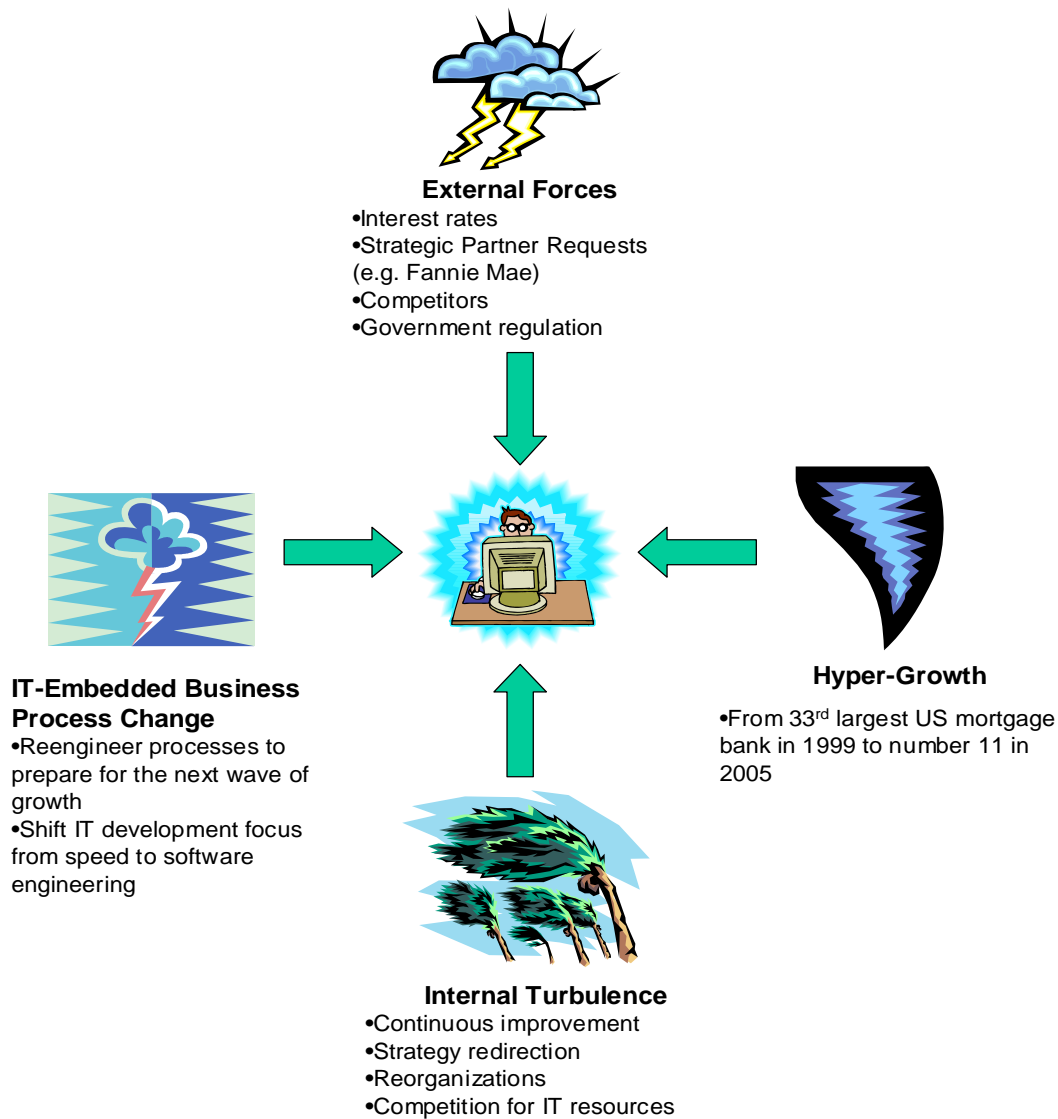 External Forces
•Interest rates
•Strategic Partner Requests
(e.g. Fannie Mae)
•Competitors
•Government regulation
IT-Embedded Business
Process Change
•Reengineer processes to
prepare for the next wave of
growth
•Shift IT development focus
from speed to software
engineering
Hyper-Growth
•From 33rd largest US mortgage
bank in 1999 to number 11 in
2005
Internal Turbulence
•Continuous improvement
•Strategy redirection
•Reorganizations
•Competition for IT resources